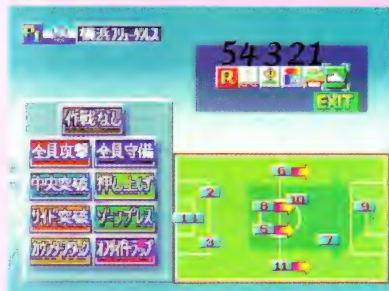 P1 横浜フリューゲルス
54321
R
EXIT
作戦なし
全員攻撃 全員守備
中央突破 押し上げ
サイド突破 ゾーンプレス
カウンターアタック オフサイドトラップ
6
2
8 10
1 9
5
3 7
11